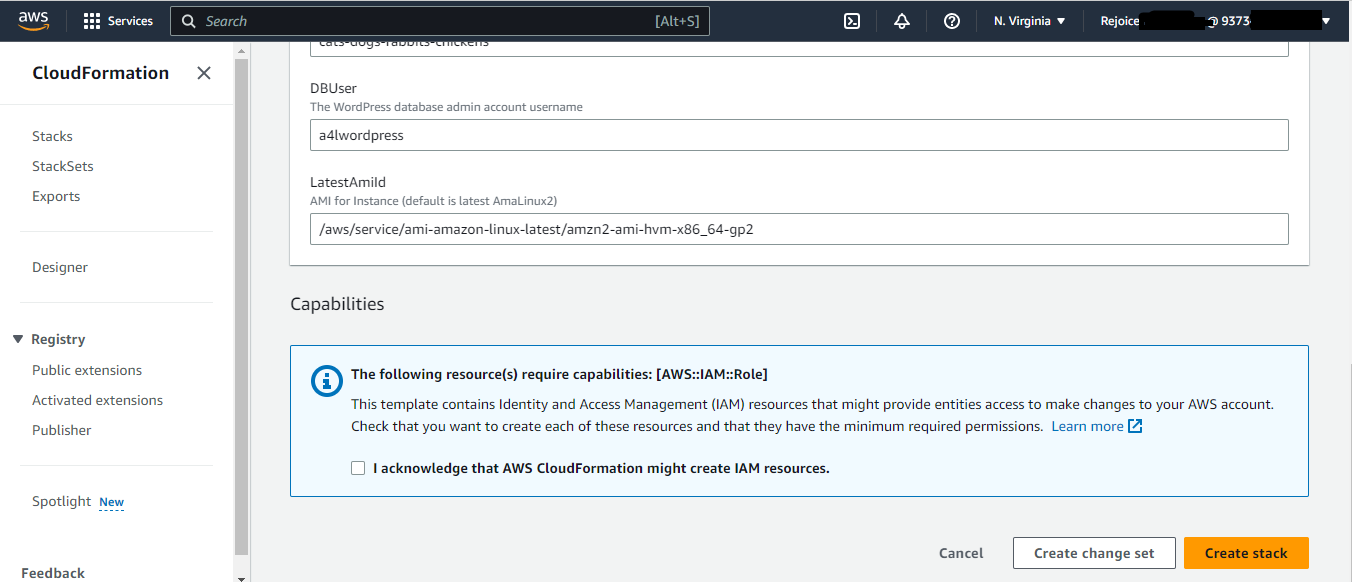 aws
Services
Search
[Alt+S]
N. Virginia
Rejoice
@ 9373
CloudFormation
Stacks
StackSets
Exports
Designer
Registry
Public extensions
Activated extensions
Publisher
Spotlight New
Feedback
cats-dogs-rabbits-chickens
DBUser
The WordPress database admin account username
a4lwordpress
LatestAmiId
AMI for Instance (default is latest AmaLinux2)
/aws/service/ami-amazon-linux-latest/amzn2-ami-hvm-x86_64-gp2
Capabilities
The following resource(s) require capabilities: [AWS::IAM::Role]
This template contains Identity and Access Management (IAM) resources that might provide entities access to make changes to your AWS account.
Check that you want to create each of these resources and that they have the minimum required permissions. Learn more
I acknowledge that AWS CloudFormation might create IAM resources.
Cancel
Create change set
Create stack